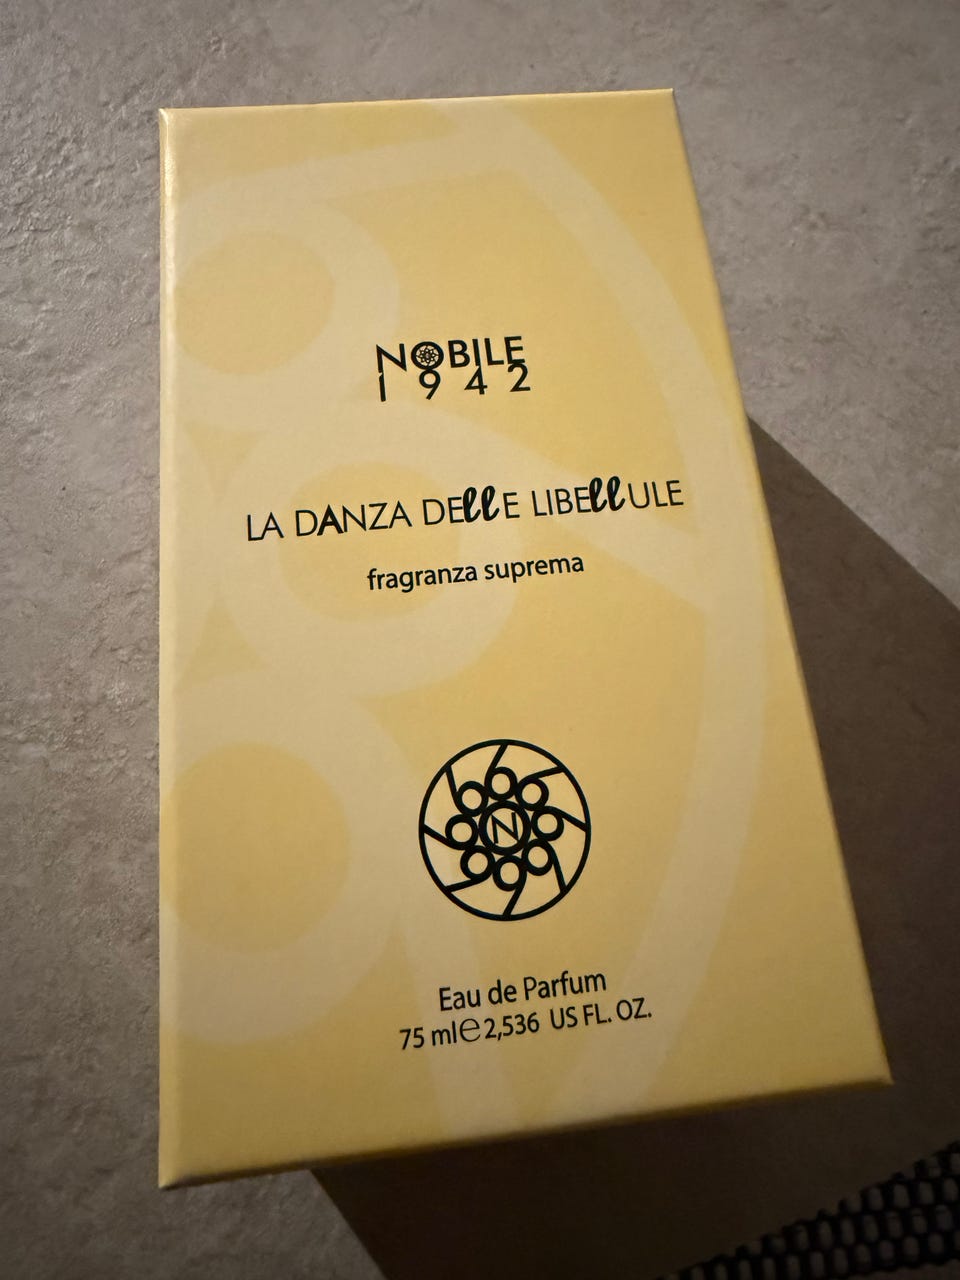 NOBILE
1942
LA DANZA DELLE LIBELLULE
fragranza suprema
N
Eau de Parfum
75 ml℮2,536 US FL. OZ.